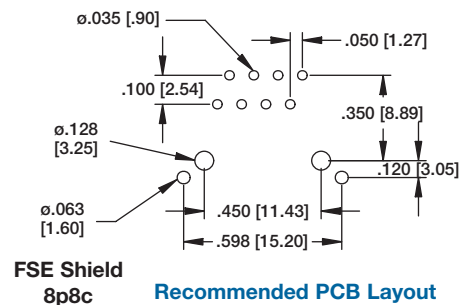 ø.035 [.90]
.050 [1.27]
.100 [2.54]
.350 [8.89]
ø.128
[3.25]
.120 [3.05]
ø.063
[1.60]
.450 [11.43]
.598 [15.20]
FSE Shield
8p8c
Recommended PCB Layout